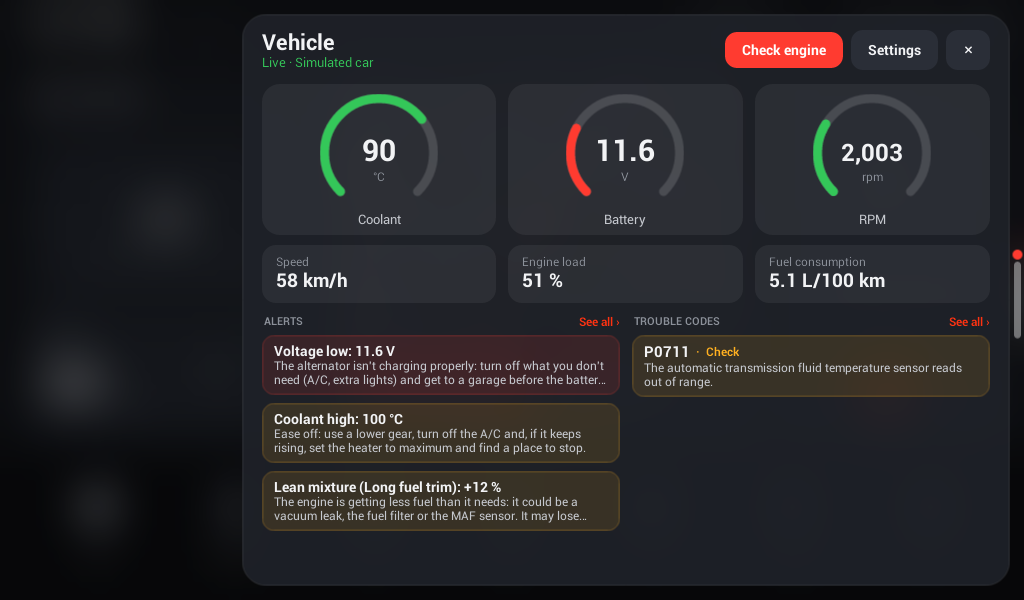 Vehicle
Live · Simulated car
Check engine
Settings
×
90
°C
Coolant
11.6
V
Battery
2,003
rpm
RPM
Speed
58 km/h
Engine load
51 %
Fuel consumption
5.1 L/100 km
ALERTS
See all ›
Voltage low: 11.6 V
The alternator isn't charging properly: turn off what you don't
need (A/C, extra lights) and get to a garage before the batter…
Coolant high: 100 °C
Ease off: use a lower gear, turn off the A/C and, if it keeps
rising, set the heater to maximum and find a place to stop.
Lean mixture (Long fuel trim): +12 %
The engine is getting less fuel than it needs: it could be a
vacuum leak, the fuel filter or the MAF sensor. It may lose…
TROUBLE CODES
See all ›
P0711 · Check
The automatic transmission fluid temperature sensor reads
out of range.